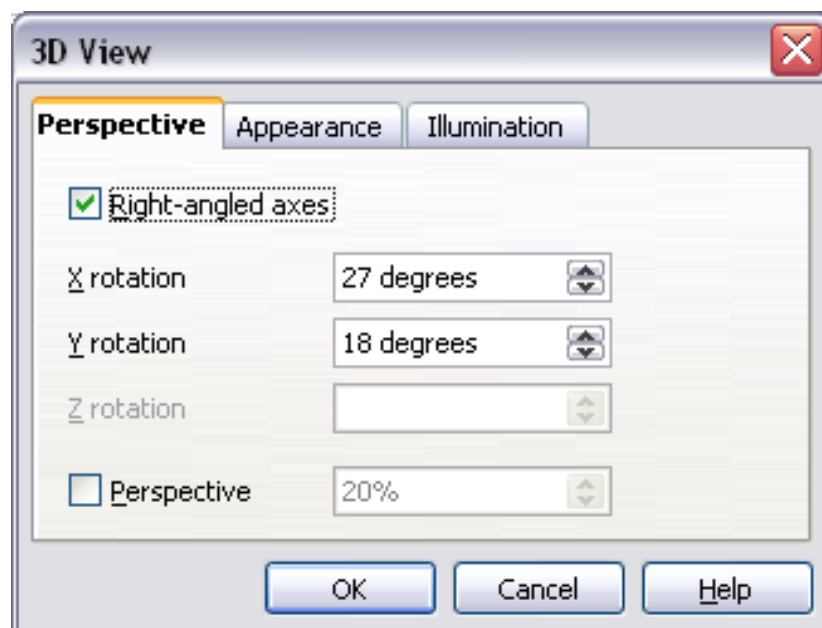 3D View
Perspective Appearance Illumination
Right-angled axes
X rotation 27 degrees
Y rotation 18 degrees
Z rotation
Perspective 20%
OK Cancel Help